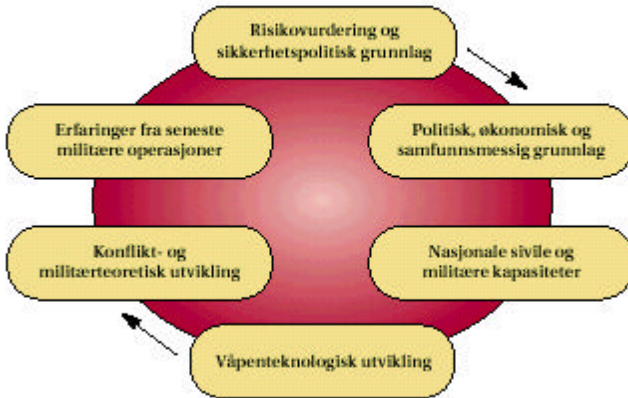 Risikovurdering og
sikkerhetspolitisk grunnlag
Erfaringer fra seneste
militære operasjoner
Politisk, økonomisk og
samfunnsmessig grunnlag
Konflikt- og
militærteoretisk utvikling
Nasjonale sivile og
militære kapasiteter
Våpenteknologisk utvikling